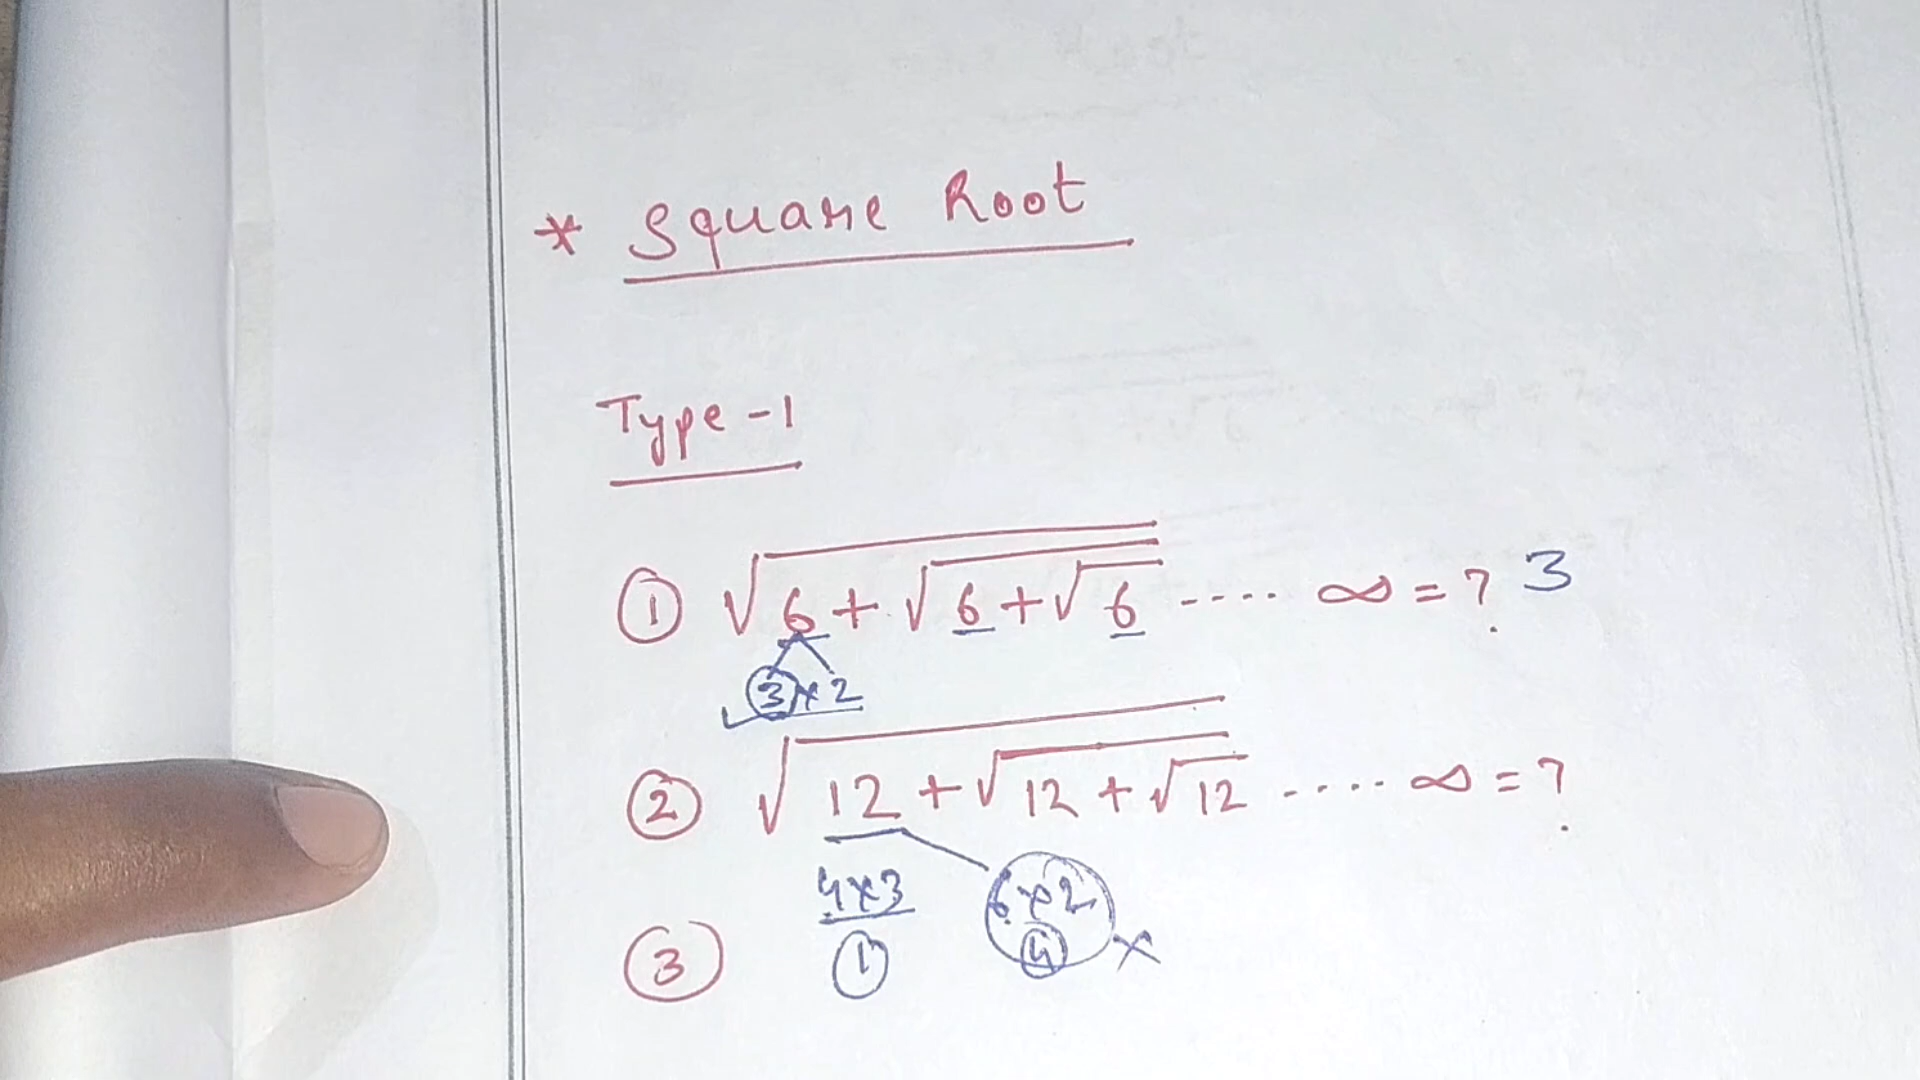 * Square Root
Type-1
① √6+√6+√6 ---- ∞ = ? 3
3×2
② √12+√12+√12 ---- ∞ = ?
4×3 6×2
③ ① ④ ×